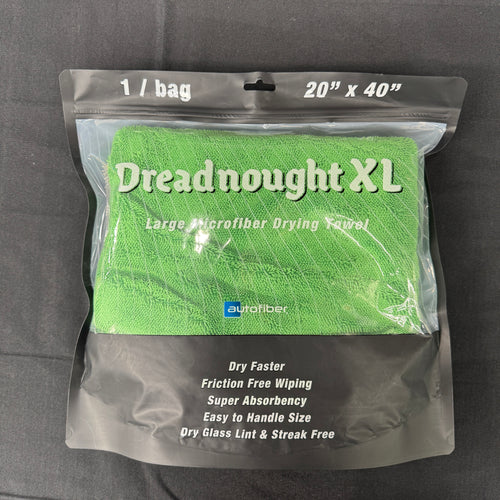 1 / bag 20" x 40"
Dreadnought XL
Large Microfiber Drying Towel
autofiber
Dry Faster
Friction Free Wiping
Super Absorbency
Easy to Handle Size
Dry Glass Lint & Streak Free